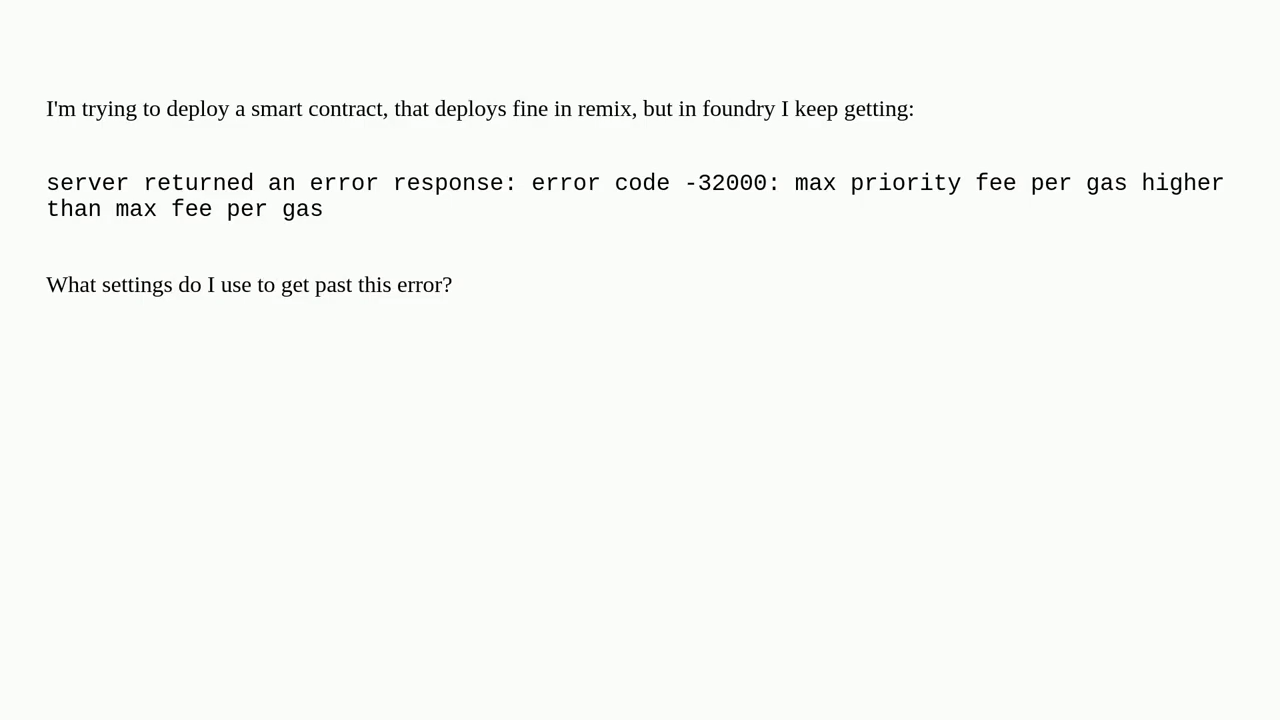 I'm trying to deploy a smart contract, that deploys fine in remix, but in foundry I keep getting:
server returned an error response: error code -32000: max priority fee per gas higher
than max fee per gas
What settings do I use to get past this error?